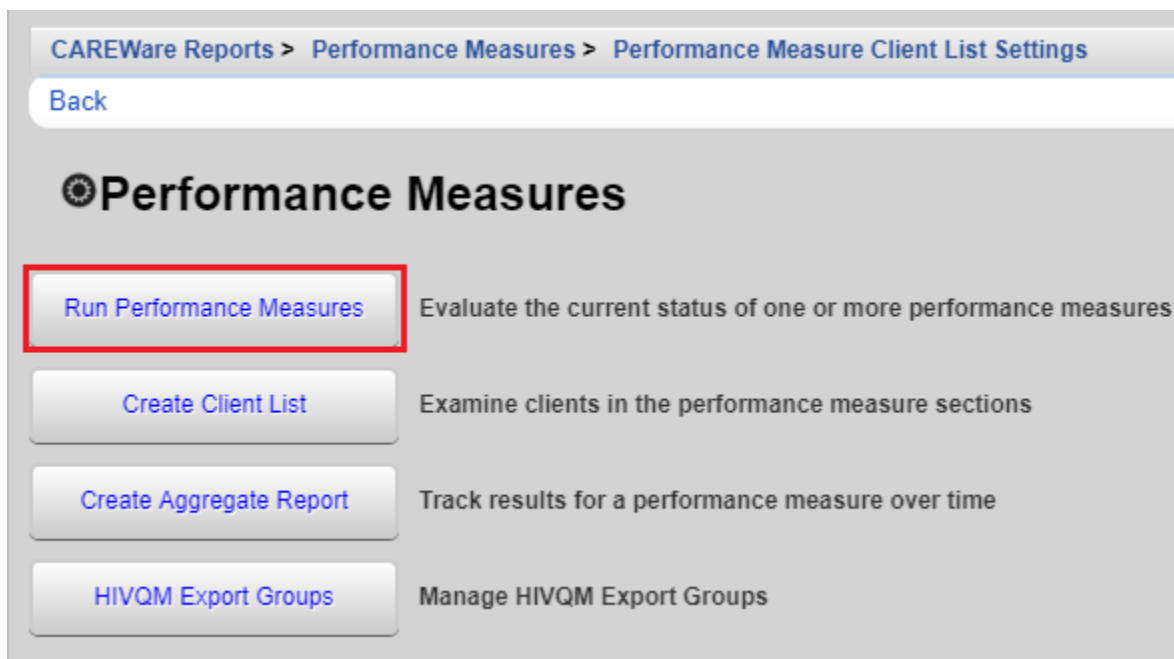 CAREWare Reports > Performance Measures > Performance Measure Client List Settings
Back
Performance Measures
Run Performance Measures Evaluate the current status of one or more performance measures
Create Client List Examine clients in the performance measure sections
Create Aggregate Report Track results for a performance measure over time
HIVQM Export Groups Manage HIVQM Export Groups